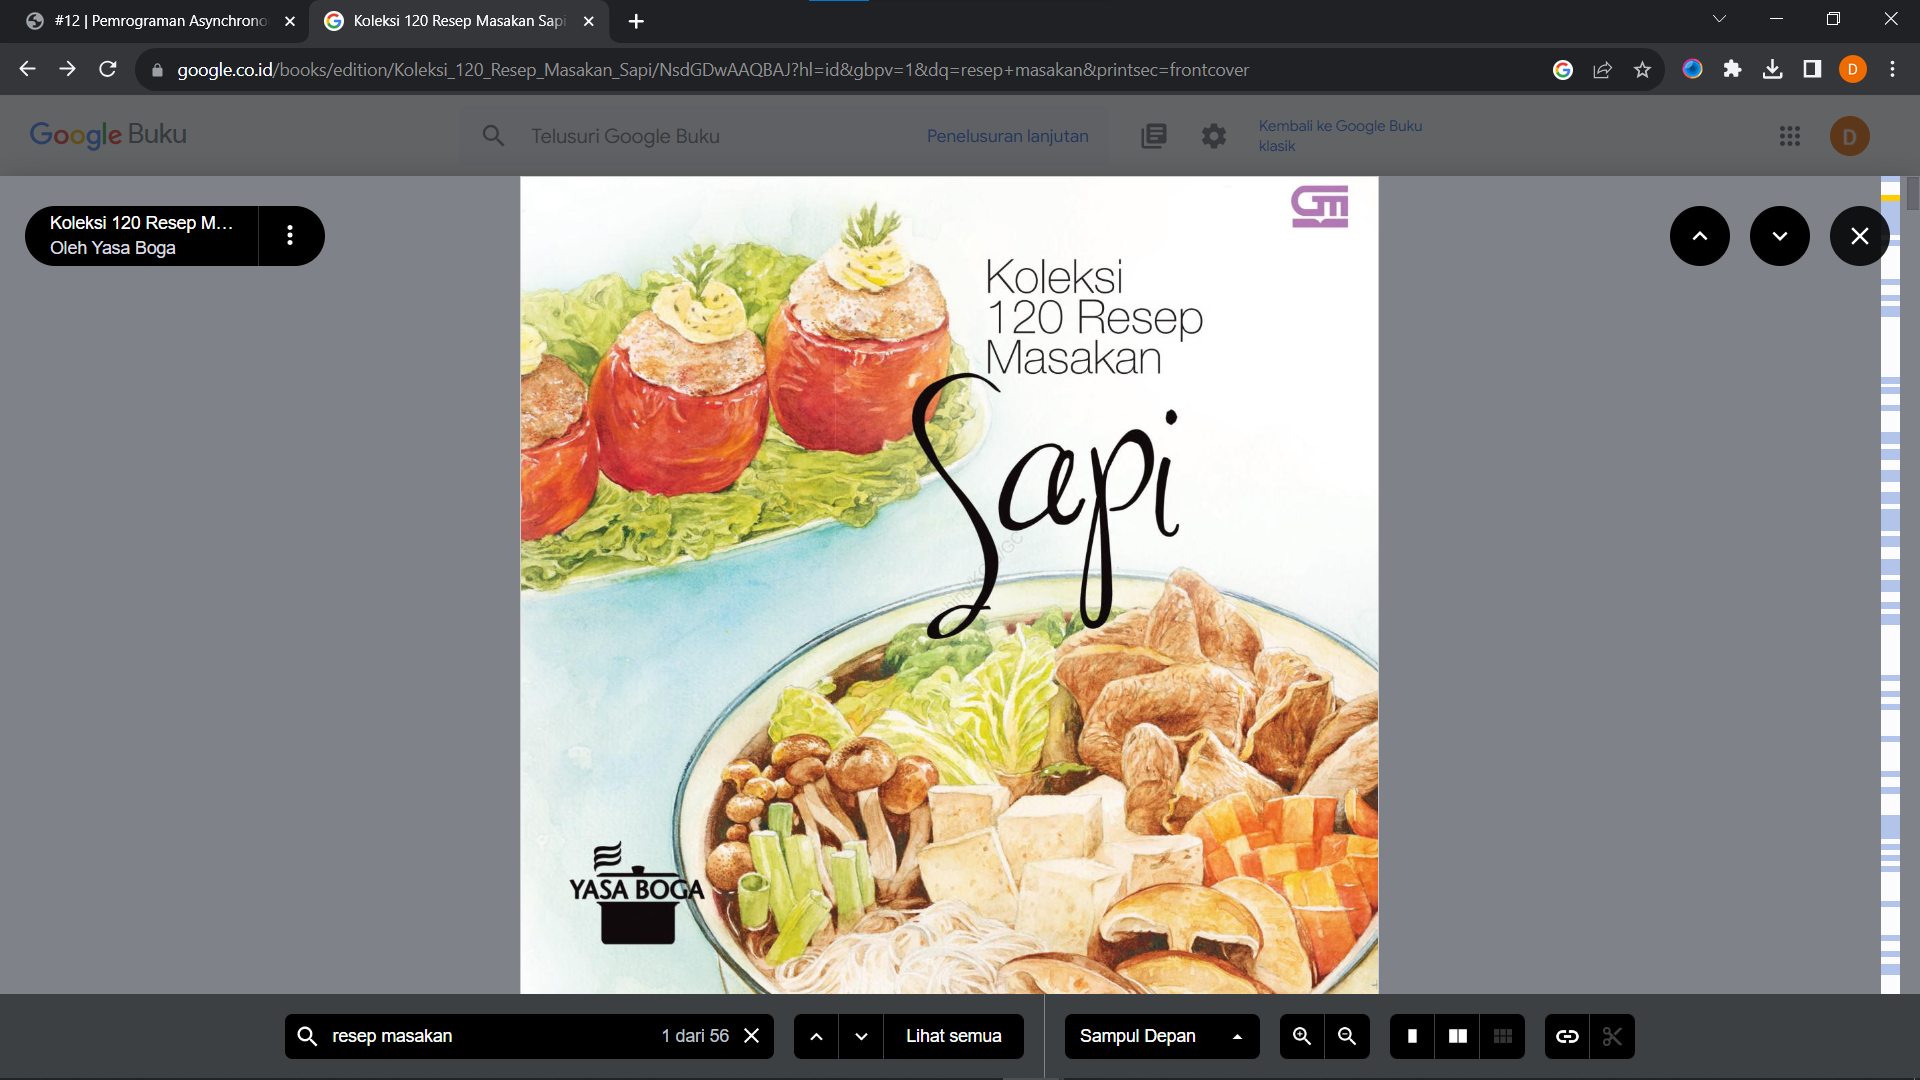 #12 | Pemrograman Asynchrono
Koleksi 120 Resep Masakan Sapi
google.co.id/books/edition/Koleksi_120_Resep_Masakan_Sapi/NsdGDwAAQBAJ?hl=id&gbpv=1&dq=resep+masakan&printsec=frontcover
D
Google Buku
Telusuri Google Buku
Penelusuran lanjutan
Kembali ke Google Buku
klasik
D
Koleksi 120 Resep M...
Oleh Yasa Boga
Koleksi
120 Resep
Masakan
Sapi
YASA BOGA
resep masakan
1 dari 56
Lihat semua
Sampul Depan